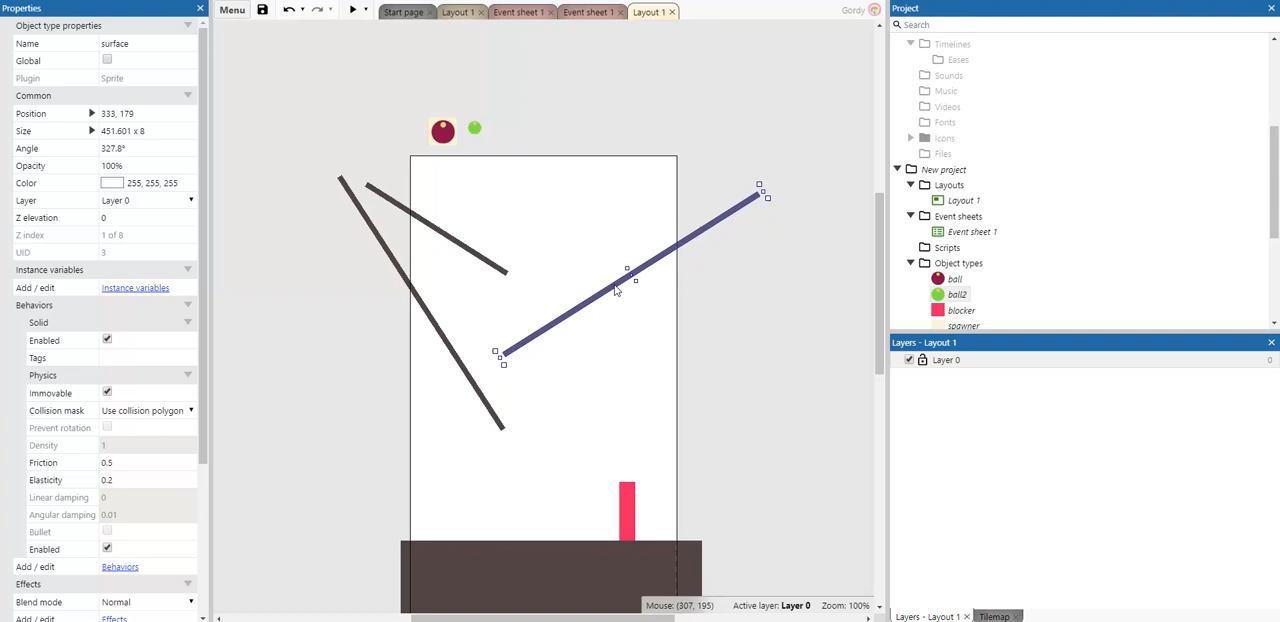 Properties
Object type properties
Name surface
Global
Plugin Sprite
Common
Position 333, 179
Size 451.601 x 8
Angle 327.8°
Opacity 100%
Color 255, 255, 255
Layer Layer 0
Z elevation 0
Z index 1 of 8
UID 3
Instance variables
Add / edit Instance variables
Behaviors
Solid
Enabled
Tags
Physics
Immovable
Collision mask Use collision polygon
Prevent rotation
Density 1
Friction 0.5
Elasticity 0.2
Linear damping 0
Angular damping 0.01
Bullet
Enabled
Add / edit Behaviors
Effects
Blend mode Normal
Add / edit Effects
Menu
Start page Layout 1 Event sheet 1 Event sheet 1 Layout 1
Gordy
Mouse: (307, 195) Active layer: Layer 0 Zoom: 100%
Project
Search
Timelines
Eases
Sounds
Music
Videos
Fonts
Icons
Files
New project
Layouts
Layout 1
Event sheets
Event sheet 1
Scripts
Object types
ball
ball2
blocker
spawner
Layers - Layout 1
Layer 0 0
Layers - Layout 1 Tilemap